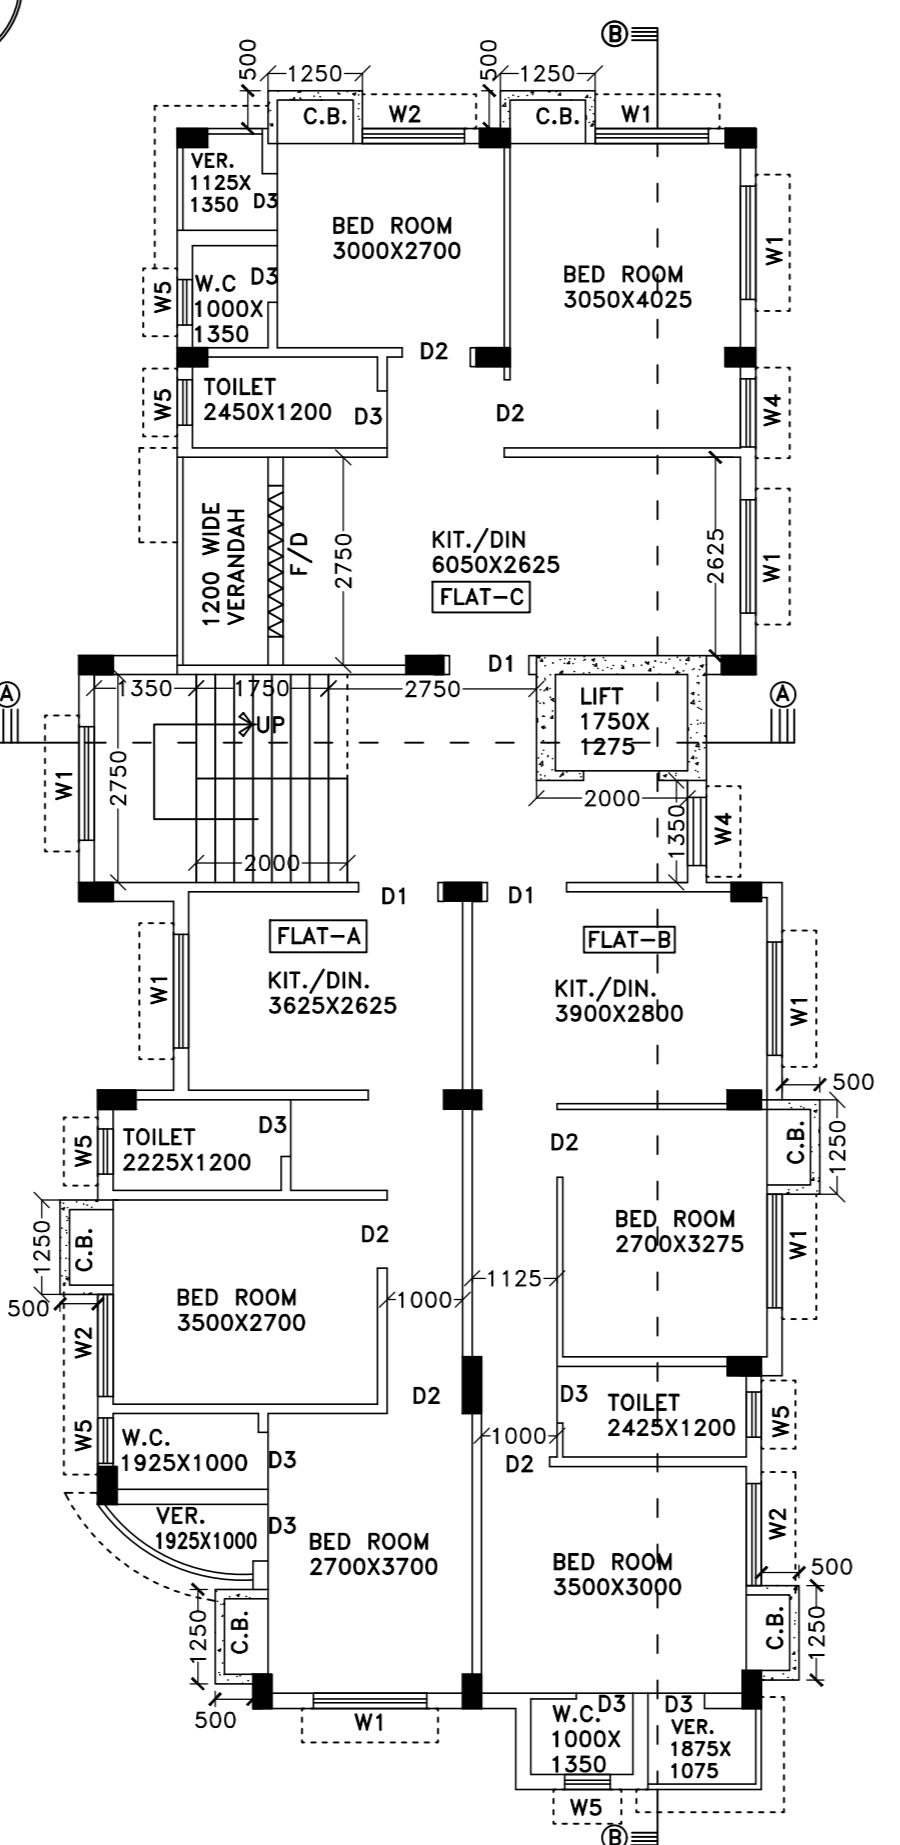 B
500
1250
500
1250
C.B.
W2
C.B.
W1
VER.
1125X
1350
D3
BED ROOM
3000X2700
BED ROOM
3050X4025
W1
W5
W.C
1000X
1350
D3
D2
W5
TOILET
2450X1200
D3
D2
W4
1200 WIDE
VERANDAH
F/D
2750
KIT./DIN
6050X2625
FLAT-C
2625
W1
D1
A
1350
1750
2750
LIFT
1750X
1275
A
UP
W1
2750
2000
2000
1350
W4
D1
D1
FLAT-A
FLAT-B
W1
KIT./DIN.
3625X2625
KIT./DIN.
3900X2800
W1
500
W5
TOILET
2225X1200
D3
D2
C.B.
1250
1250
C.B.
D2
BED ROOM
2700X3275
W1
500
BED ROOM
3500X2700
1000
1125
W2
D2
D3
TOILET
2425X1200
W5
W5
W.C.
1925X1000
D3
1000
D2
VER.
1925X1000
D3
BED ROOM
2700X3700
BED ROOM
3500X3000
W2
500
1250
C.B.
C.B.
1250
500
W1
W.C.
1000X
1350
D3
D3
VER.
1875X
1075
W5
B